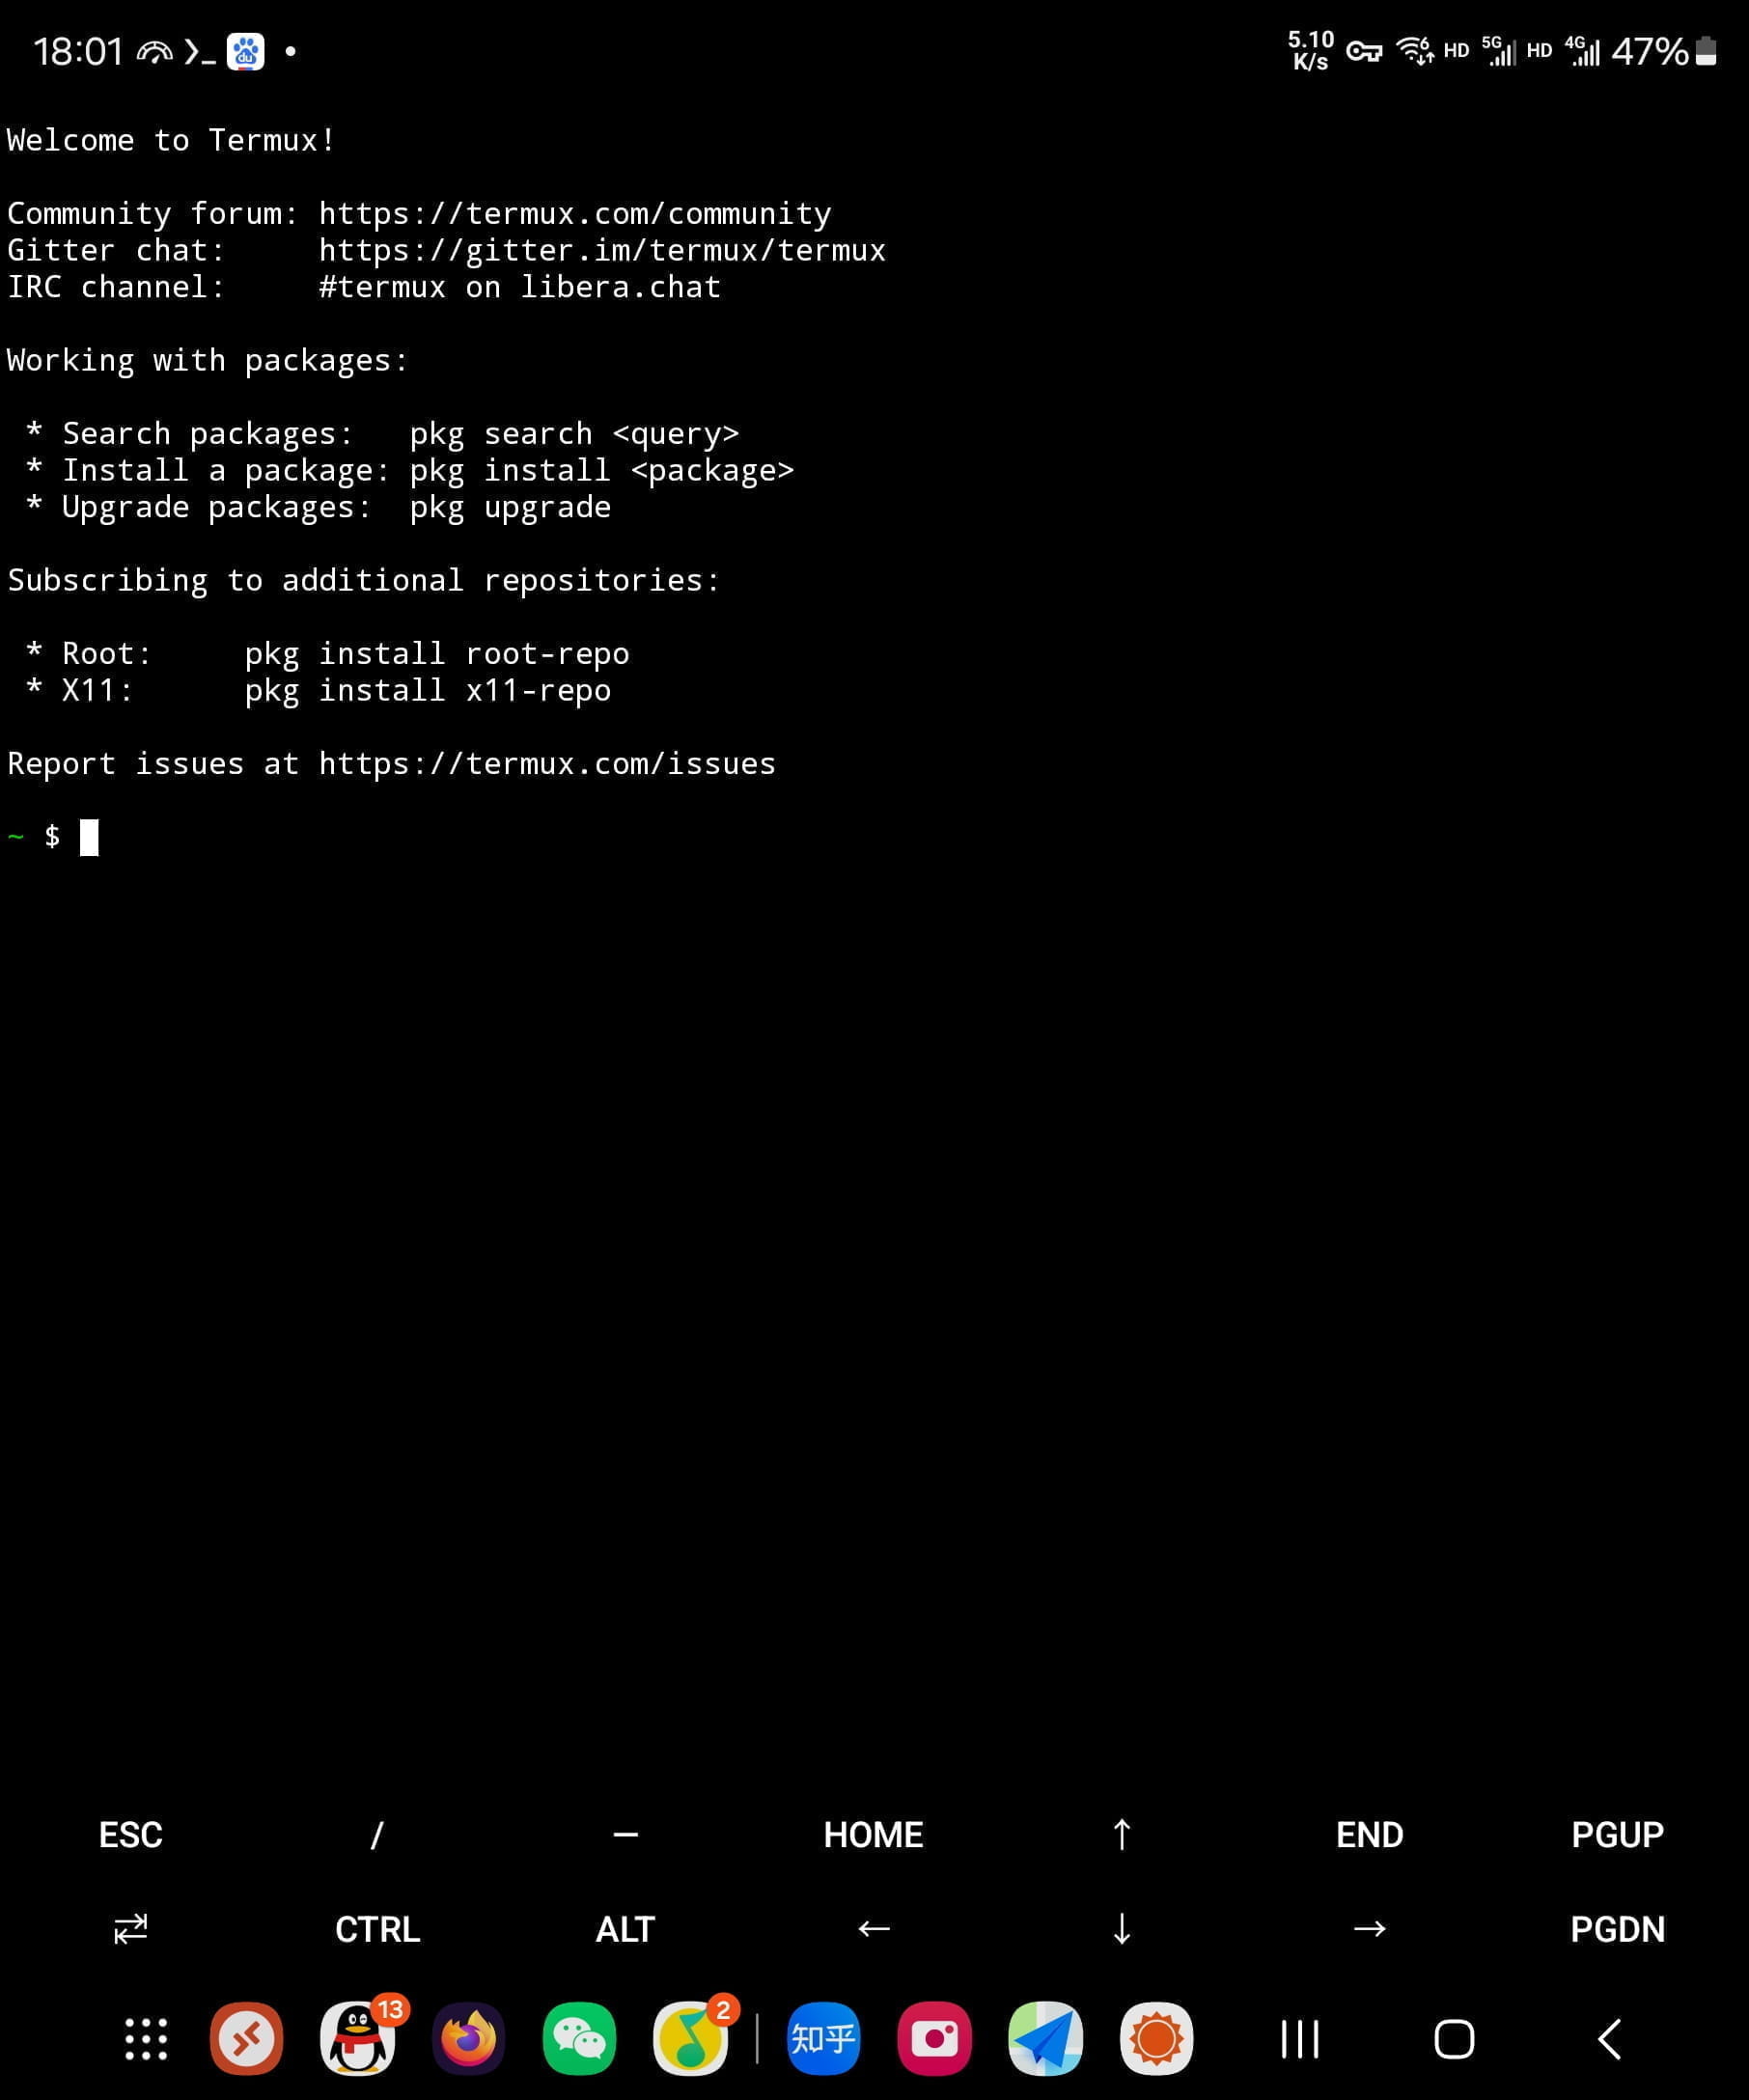 18:01
du
5.10
K/s
6
HD
5G
HD
4G
47%
Welcome to Termux!
Community forum: https://termux.com/community
Gitter chat:     https://gitter.im/termux/termux
IRC channel:     #termux on libera.chat
Working with packages:
 * Search packages:   pkg search <query>
 * Install a package: pkg install <package>
 * Upgrade packages:  pkg upgrade
Subscribing to additional repositories:
 * Root:     pkg install root-repo
 * X11:      pkg install x11-repo
Report issues at https://termux.com/issues
~ $
ESC / — HOME ↑ END PGUP
⇄ CTRL ALT ← ↓ → PGDN
13
2
知乎